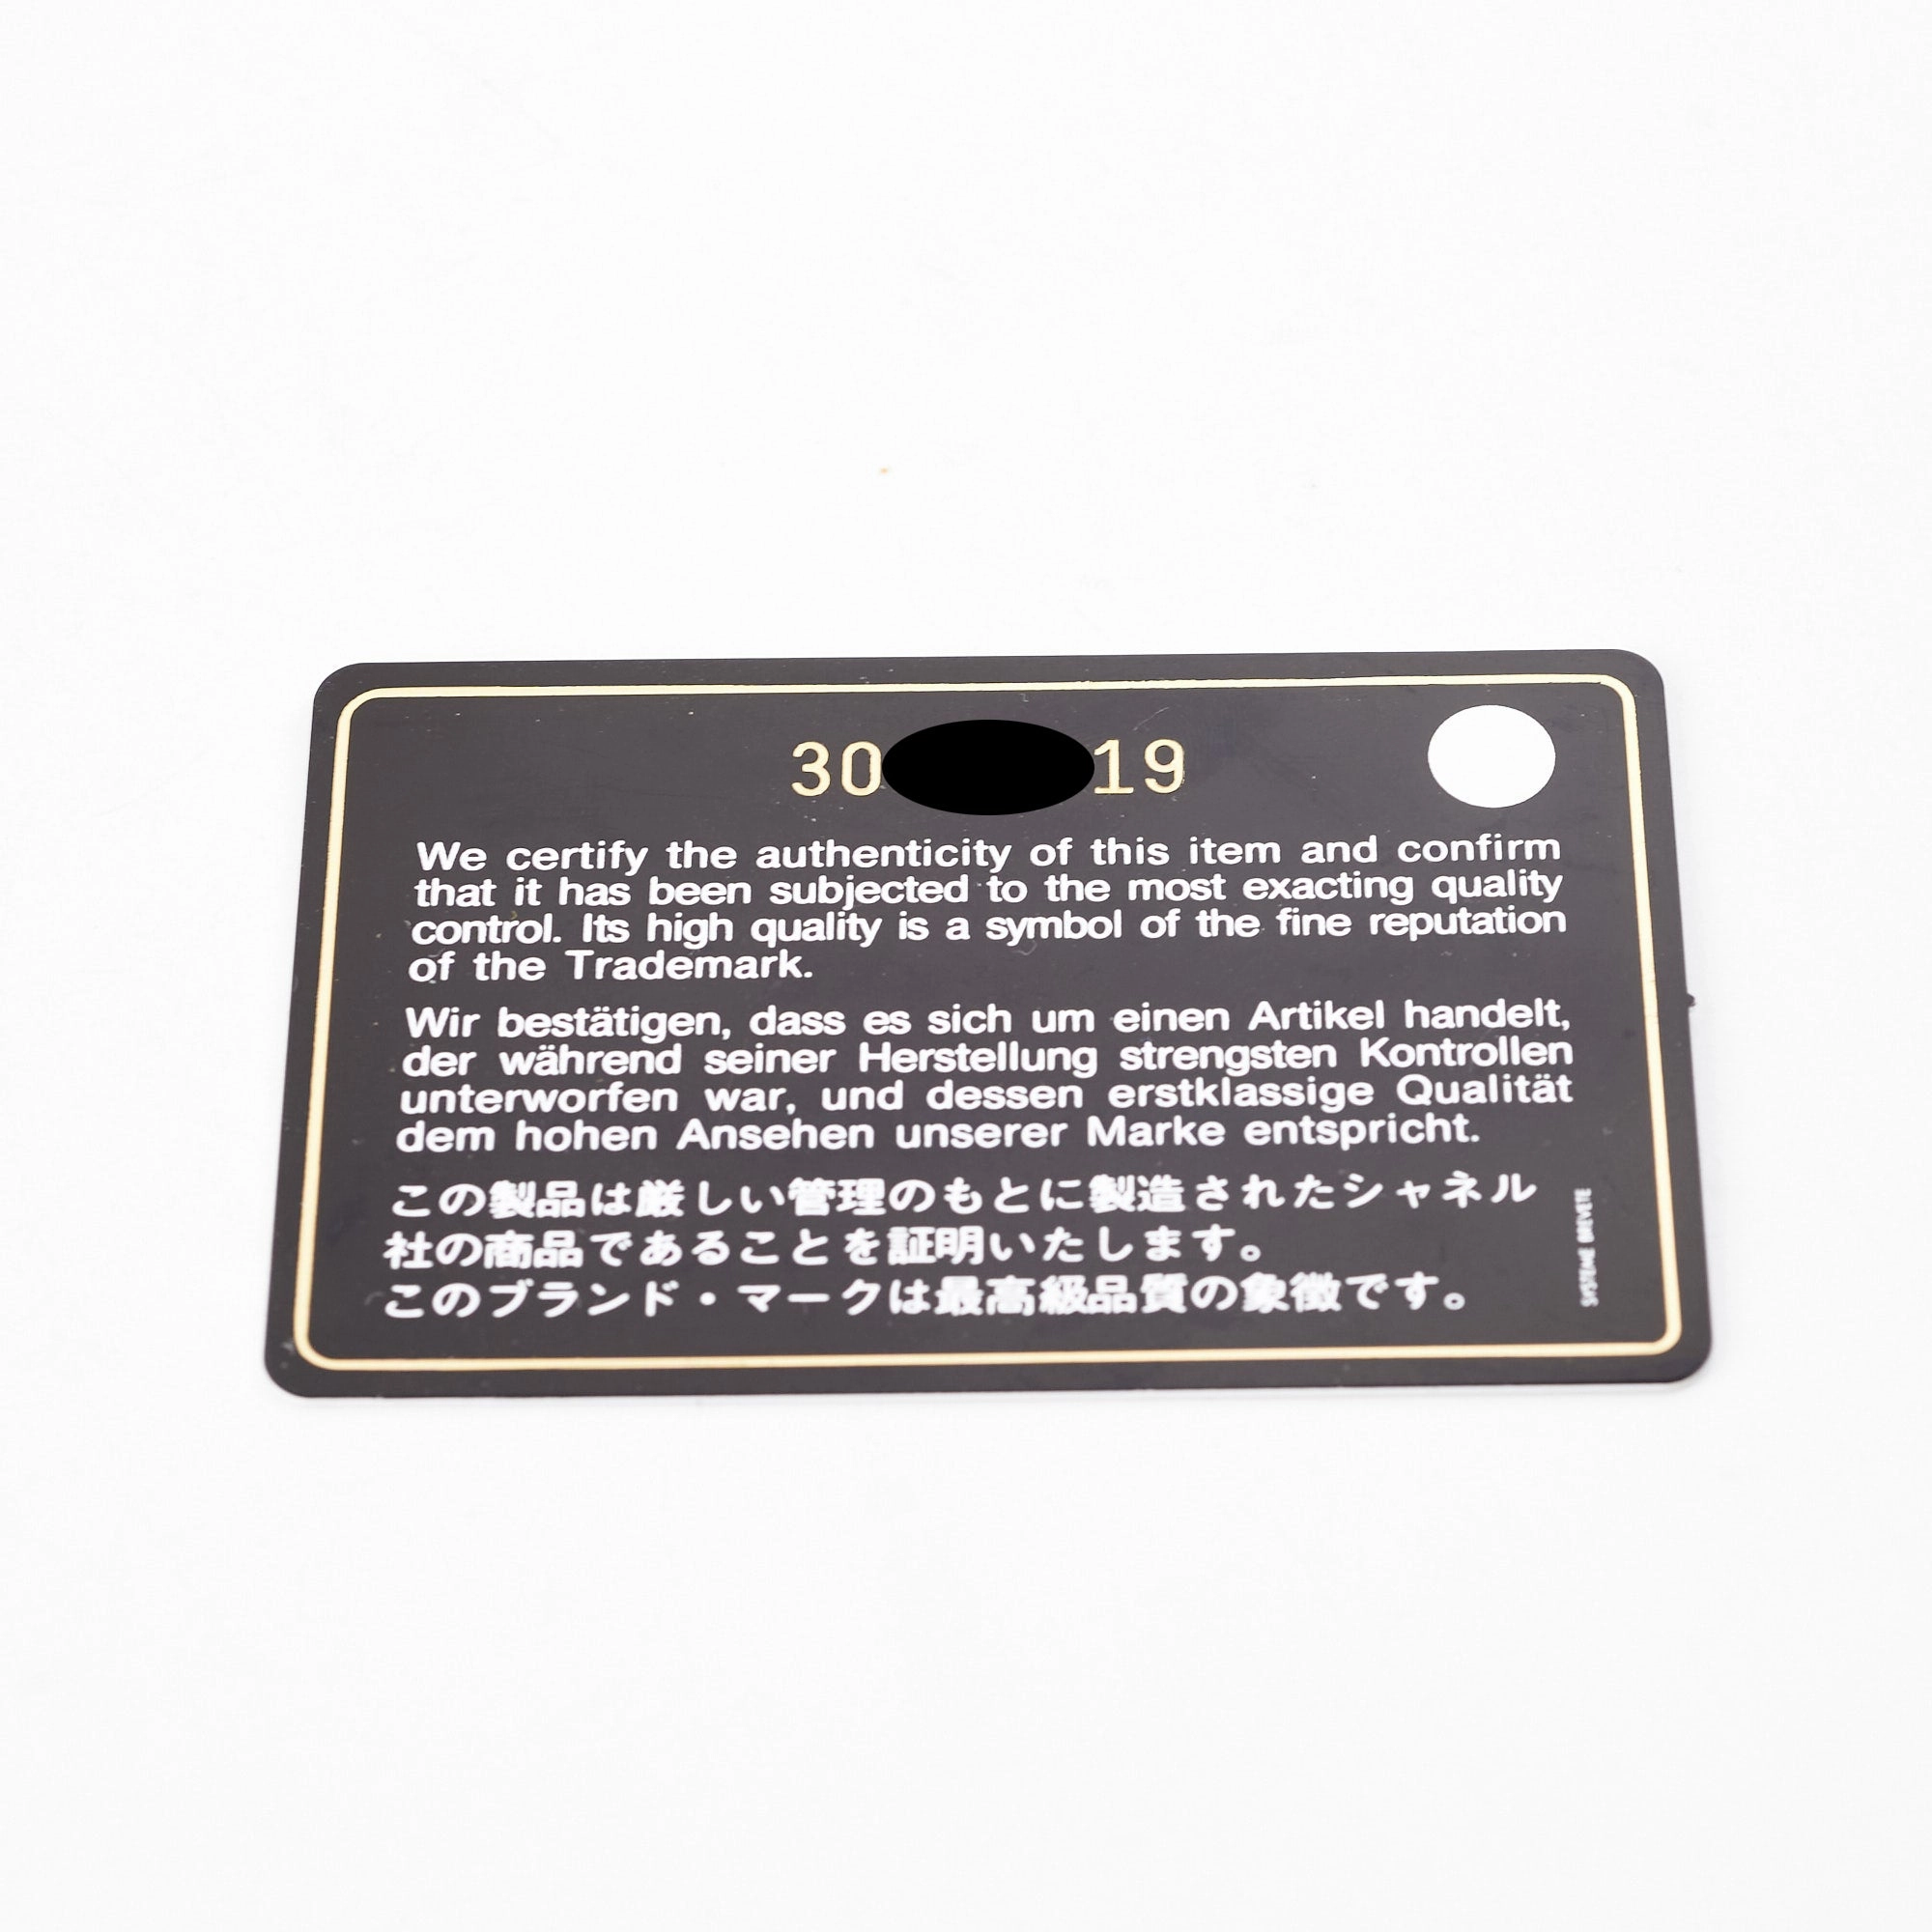 30 19
We certify the authenticity of this item and confirm
that it has been subjected to the most exacting quality
control. Its high quality is a symbol of the fine reputation
of the Trademark.
Wir bestätigen, dass es sich um einen Artikel handelt,
der während seiner Herstellung strengsten Kontrollen
unterworfen war, und dessen erstklassige Qualität
dem hohen Ansehen unserer Marke entspricht.
この製品は厳しい管理のもとに製造されたシャネル
社の商品であることを証明いたします。
このブランド・マークは最高級品質の象徴です。
SYSTEME BREVETE